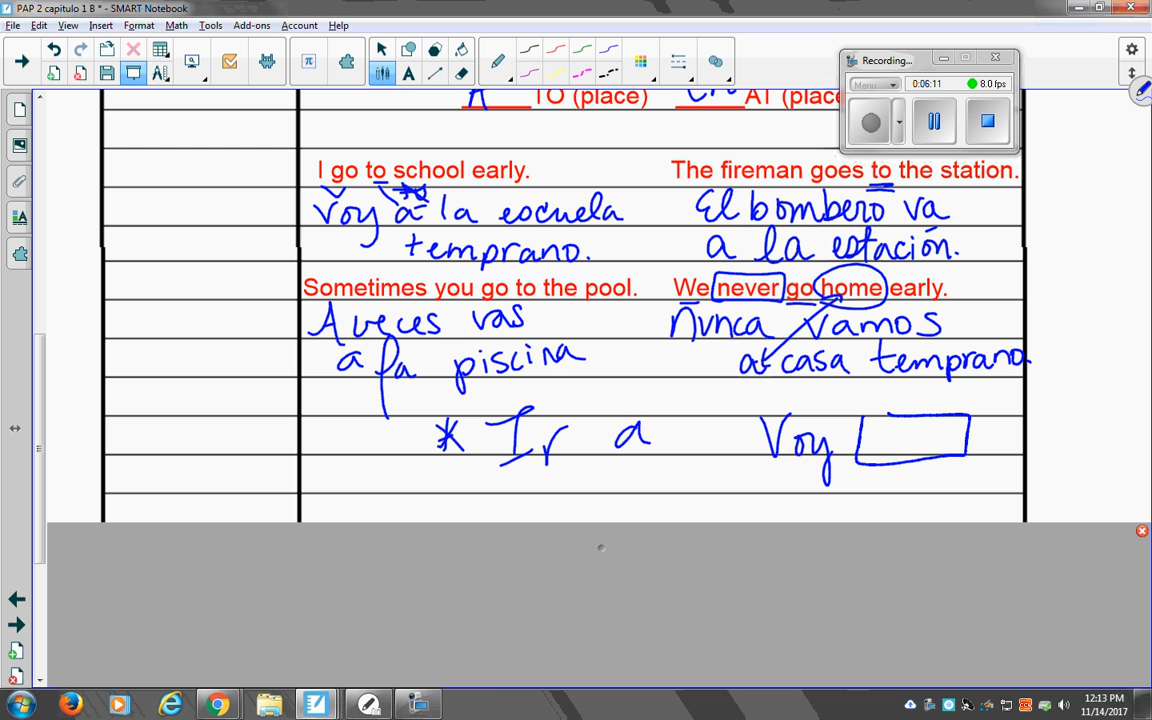 PAP 2 capitulo 1 B * - SMART Notebook
File Edit View Insert Format Math Tools Add-ons Account Help
Recording...
Menu 0:06:11 8.0 fps
A TO (place) en AT (place
I go to school early. The fireman goes to the station.
Voy a la escuela El bombero va
temprano. a la estación.
Sometimes you go to the pool. We never go home early.
A veces vas Nunca vamos
a la piscina a casa temprano.
* Ir a Voy
12:13 PM
11/14/2017